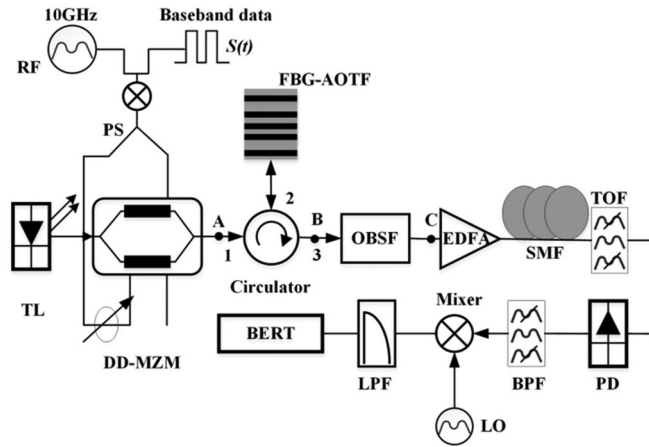 10GHz
Baseband data
S(t)
RF
FBG-AOTF
PS
2
TOF
A
B
C
1
3
OBSF
EDFA
SMF
TL
Circulator
Mixer
BERT
DD-MZM
LPF
BPF
PD
LO